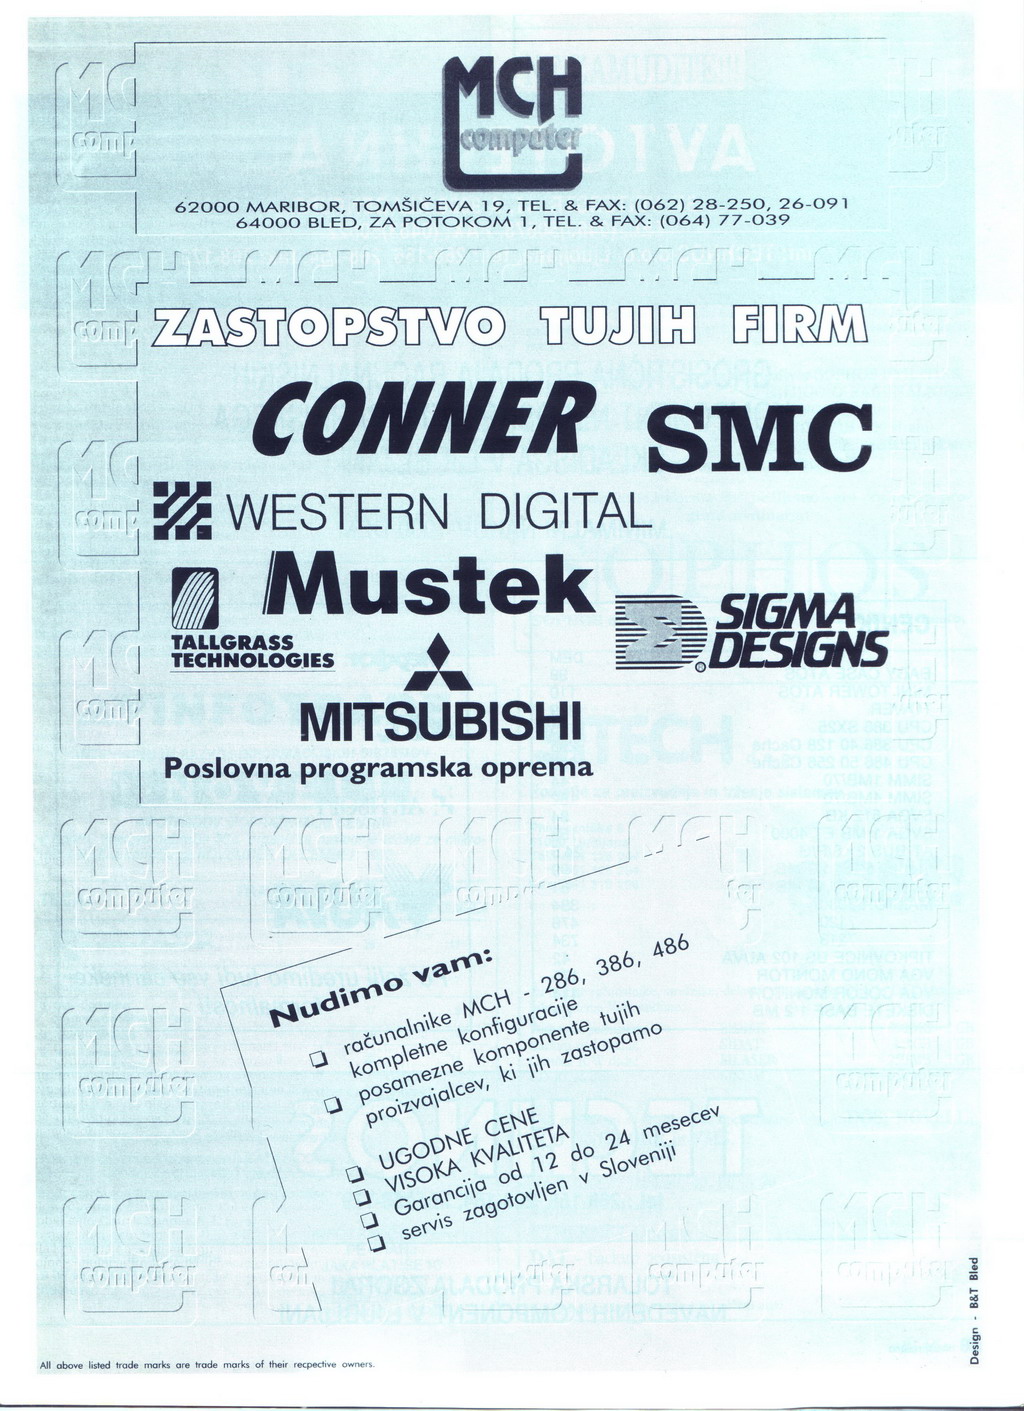 MCH
computer
62000 MARIBOR, TOMŠIČEVA 19, TEL. & FAX: (062) 28-250, 26-091
64000 BLED, ZA POTOKOM 1, TEL. & FAX: (064) 77-039
ZASTOPSTVO TUJIH FIRM
CONNER SMC
WESTERN DIGITAL
Mustek
TALLGRASS
TECHNOLOGIES
SIGMA
DESIGNS
MITSUBISHI
Poslovna programska oprema
Nudimo vam:
računalnike MCH - 286, 386, 486
kompletne konfiguracije
posamezne komponente tujih
proizvajalcev, ki jih zastopamo
UGODNE CENE
VISOKA KVALITETA
Garancija od 12 do 24 mesecev
servis zagotovljen v Sloveniji
Design - B&T Bled
All above listed trade marks are trade marks of their recpective owners.